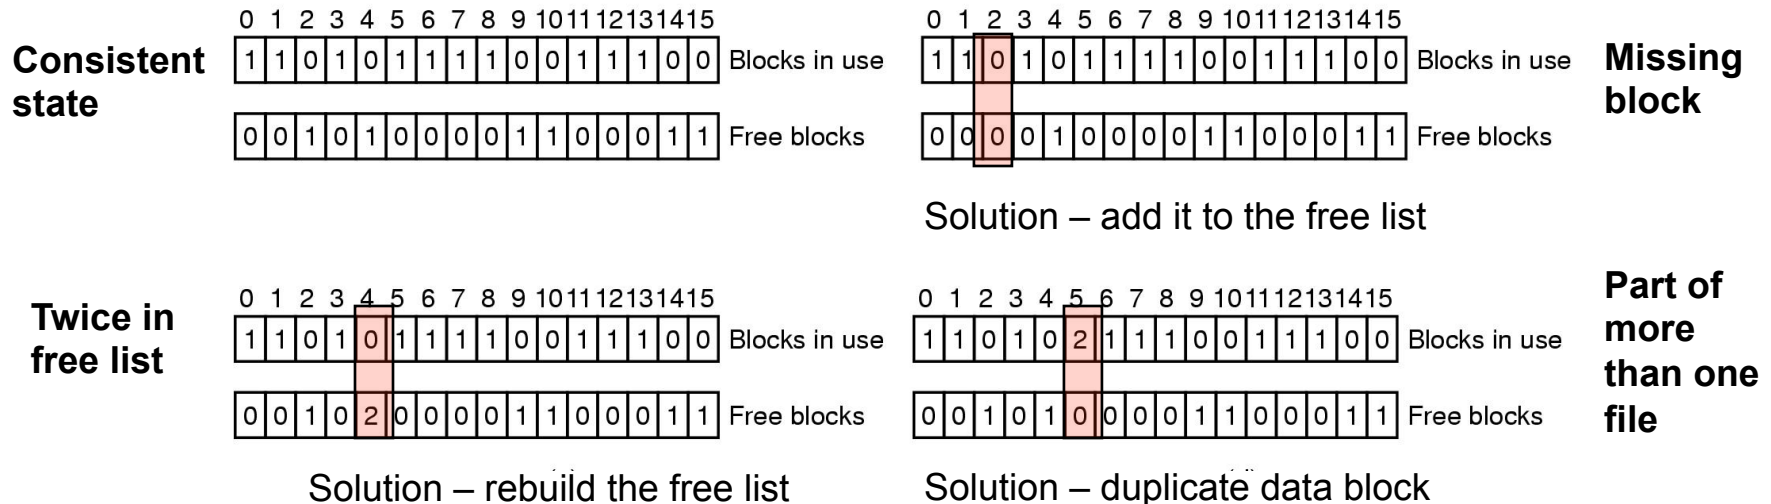 Consistent
state
0 1 2 3 4 5 6 7 8 9 10 11 12 13 14 15
1 1 0 1 0 1 1 1 1 0 0 1 1 1 0 0 Blocks in use
0 0 1 0 1 0 0 0 0 1 1 0 0 0 1 1 Free blocks
Missing
block
0 1 2 3 4 5 6 7 8 9 10 11 12 13 14 15
1 1 0 1 0 1 1 1 1 0 0 1 1 1 0 0 Blocks in use
0 0 0 0 1 0 0 0 0 1 1 0 0 0 1 1 Free blocks
Solution – add it to the free list
Twice in
free list
0 1 2 3 4 5 6 7 8 9 10 11 12 13 14 15
1 1 0 1 0 1 1 1 1 0 0 1 1 1 0 0 Blocks in use
0 0 1 0 2 0 0 0 0 1 1 0 0 0 1 1 Free blocks
Solution – rebuild the free list
Part of
more
than one
file
0 1 2 3 4 5 6 7 8 9 10 11 12 13 14 15
1 1 0 1 0 2 1 1 1 0 0 1 1 1 0 0 Blocks in use
0 0 1 0 1 0 0 0 0 1 1 0 0 0 1 1 Free blocks
Solution – duplicate data block